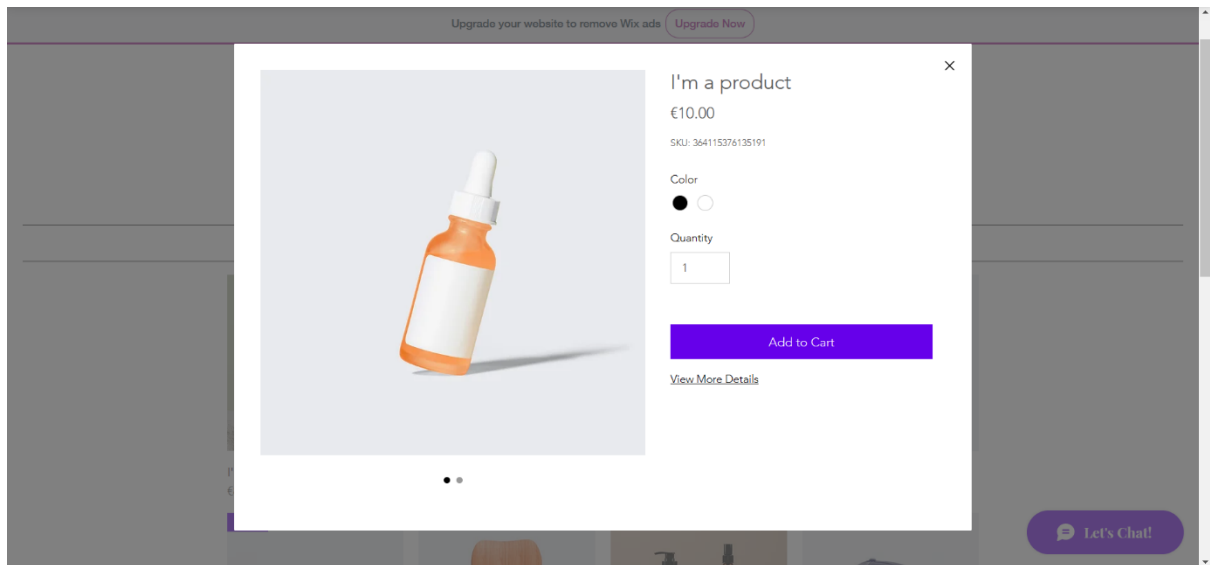 Upgrade your website to remove Wix ads Upgrade Now
I'm a product
€10.00
SKU: 364115376135191
Color
Quantity
1
Add to Cart
View More Details
Let's Chat!